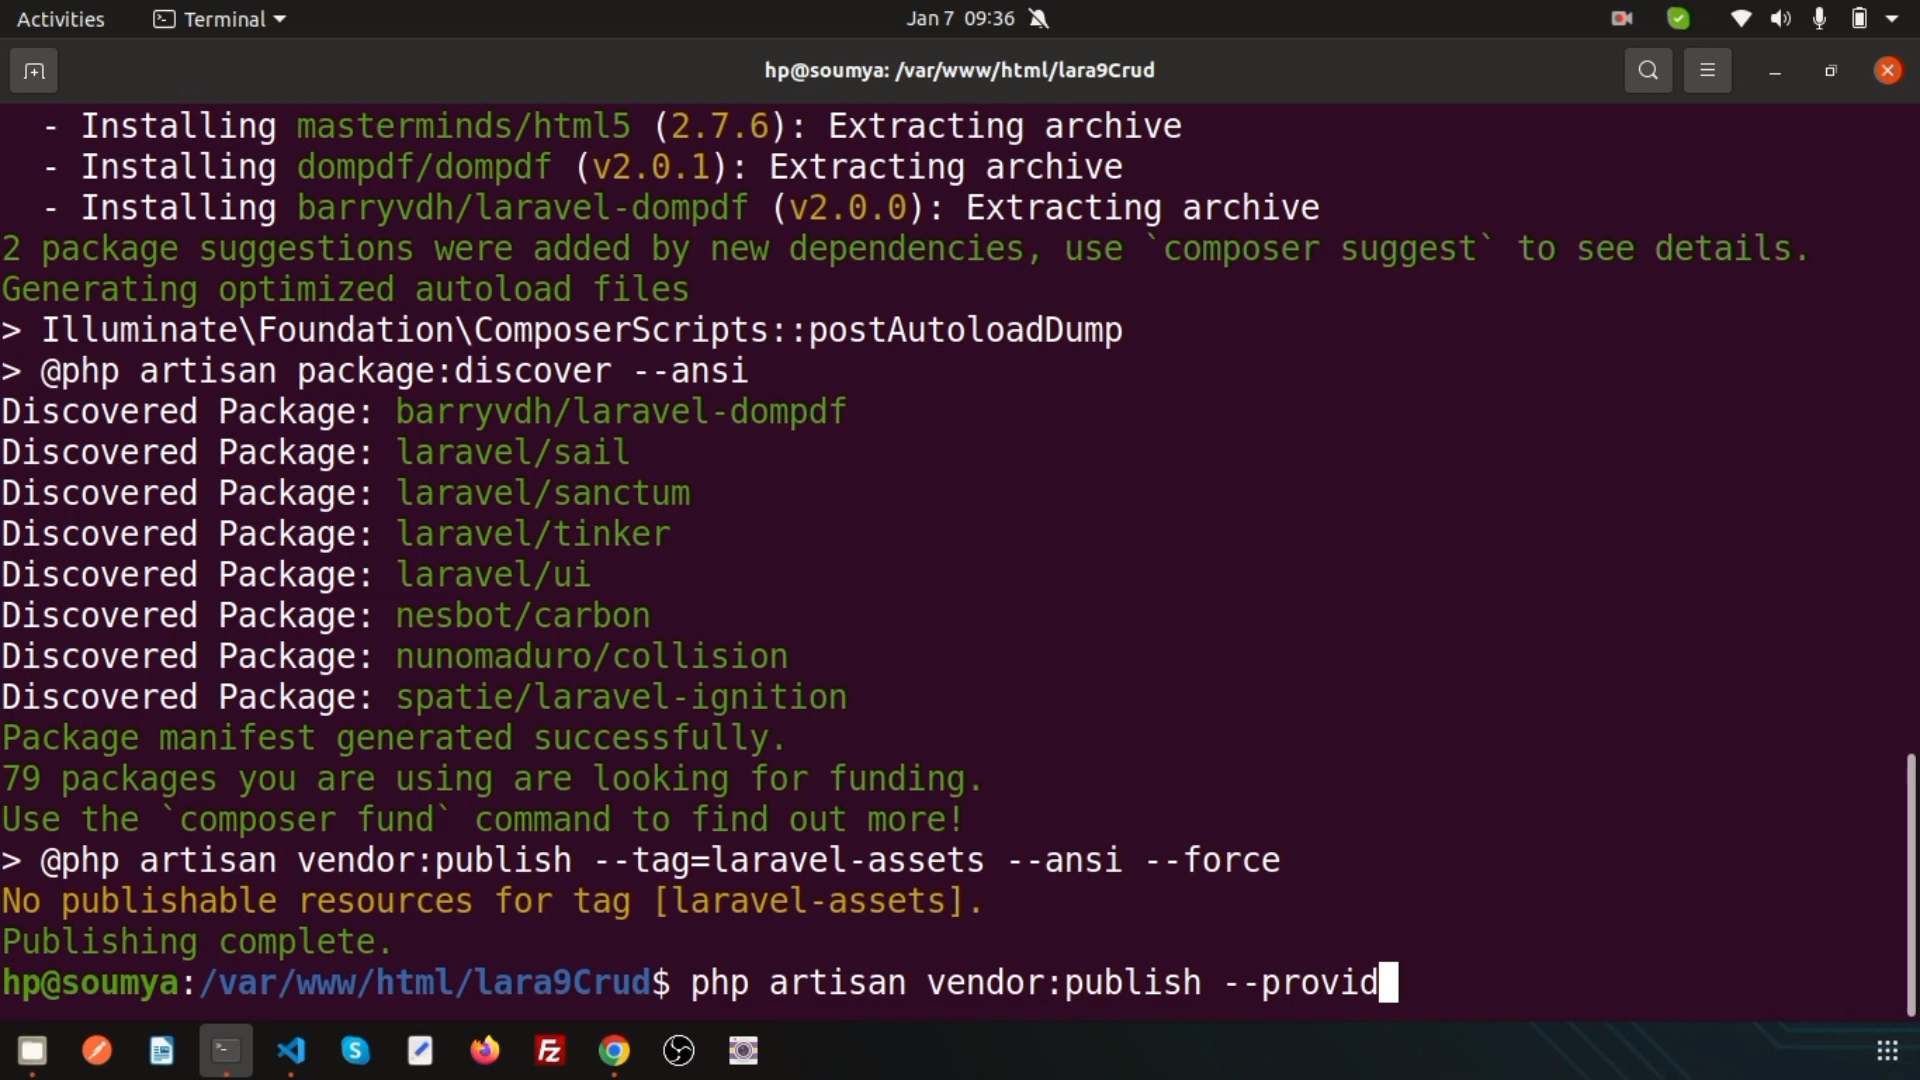 Activities
Terminal
Jan 7 09:36
hp@soumya: /var/www/html/lara9Crud
- Installing masterminds/html5 (2.7.6): Extracting archive
- Installing dompdf/dompdf (v2.0.1): Extracting archive
- Installing barryvdh/laravel-dompdf (v2.0.0): Extracting archive
2 package suggestions were added by new dependencies, use `composer suggest` to see details.
Generating optimized autoload files
> Illuminate\Foundation\ComposerScripts::postAutoloadDump
> @php artisan package:discover --ansi
Discovered Package: barryvdh/laravel-dompdf
Discovered Package: laravel/sail
Discovered Package: laravel/sanctum
Discovered Package: laravel/tinker
Discovered Package: laravel/ui
Discovered Package: nesbot/carbon
Discovered Package: nunomaduro/collision
Discovered Package: spatie/laravel-ignition
Package manifest generated successfully.
79 packages you are using are looking for funding.
Use the `composer fund` command to find out more!
> @php artisan vendor:publish --tag=laravel-assets --ansi --force
No publishable resources for tag [laravel-assets].
Publishing complete.
hp@soumya:/var/www/html/lara9Crud$ php artisan vendor:publish --provid